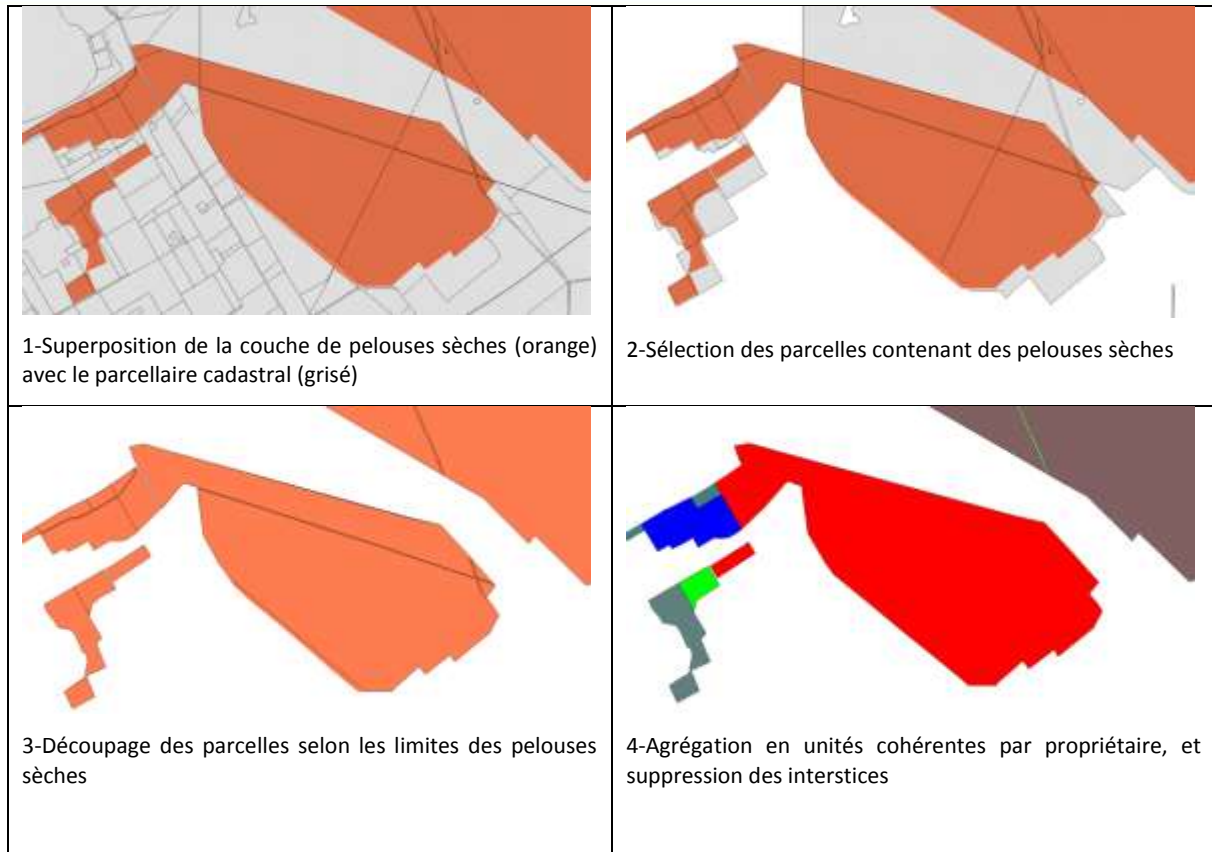 1-Superposition de la couche de pelouses sèches (orange)
avec le parcellaire cadastral (grisé)
2-Sélection des parcelles contenant des pelouses sèches
3-Découpage des parcelles selon les limites des pelouses
sèches
4-Agrégation en unités cohérentes par propriétaire, et
suppression des interstices